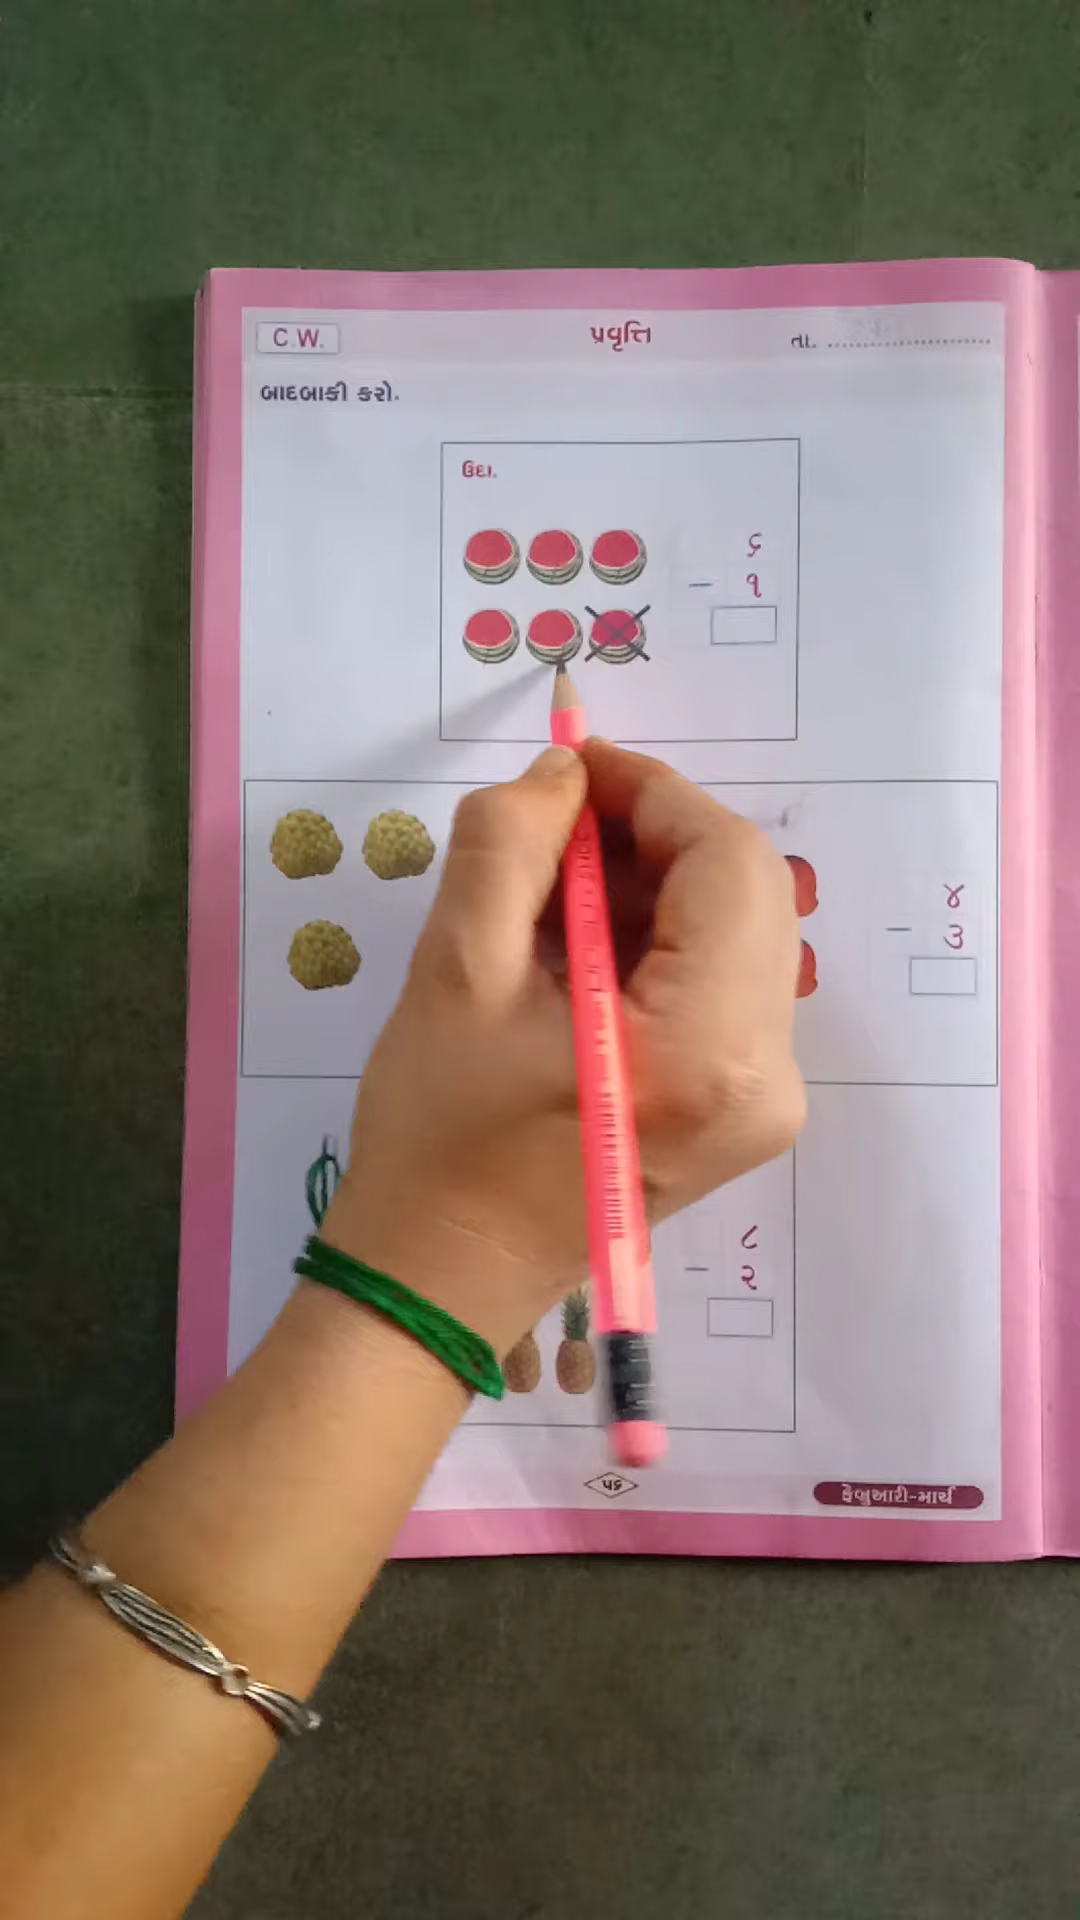 C.W.
પ્રવૃત્તિ
તા. ........................
બાદબાકી કરો.
ઉદા.
૬
— ૧
૪
— ૩
૮
— ૨
૫૬
ફેબ્રુઆરી-માર્ચ